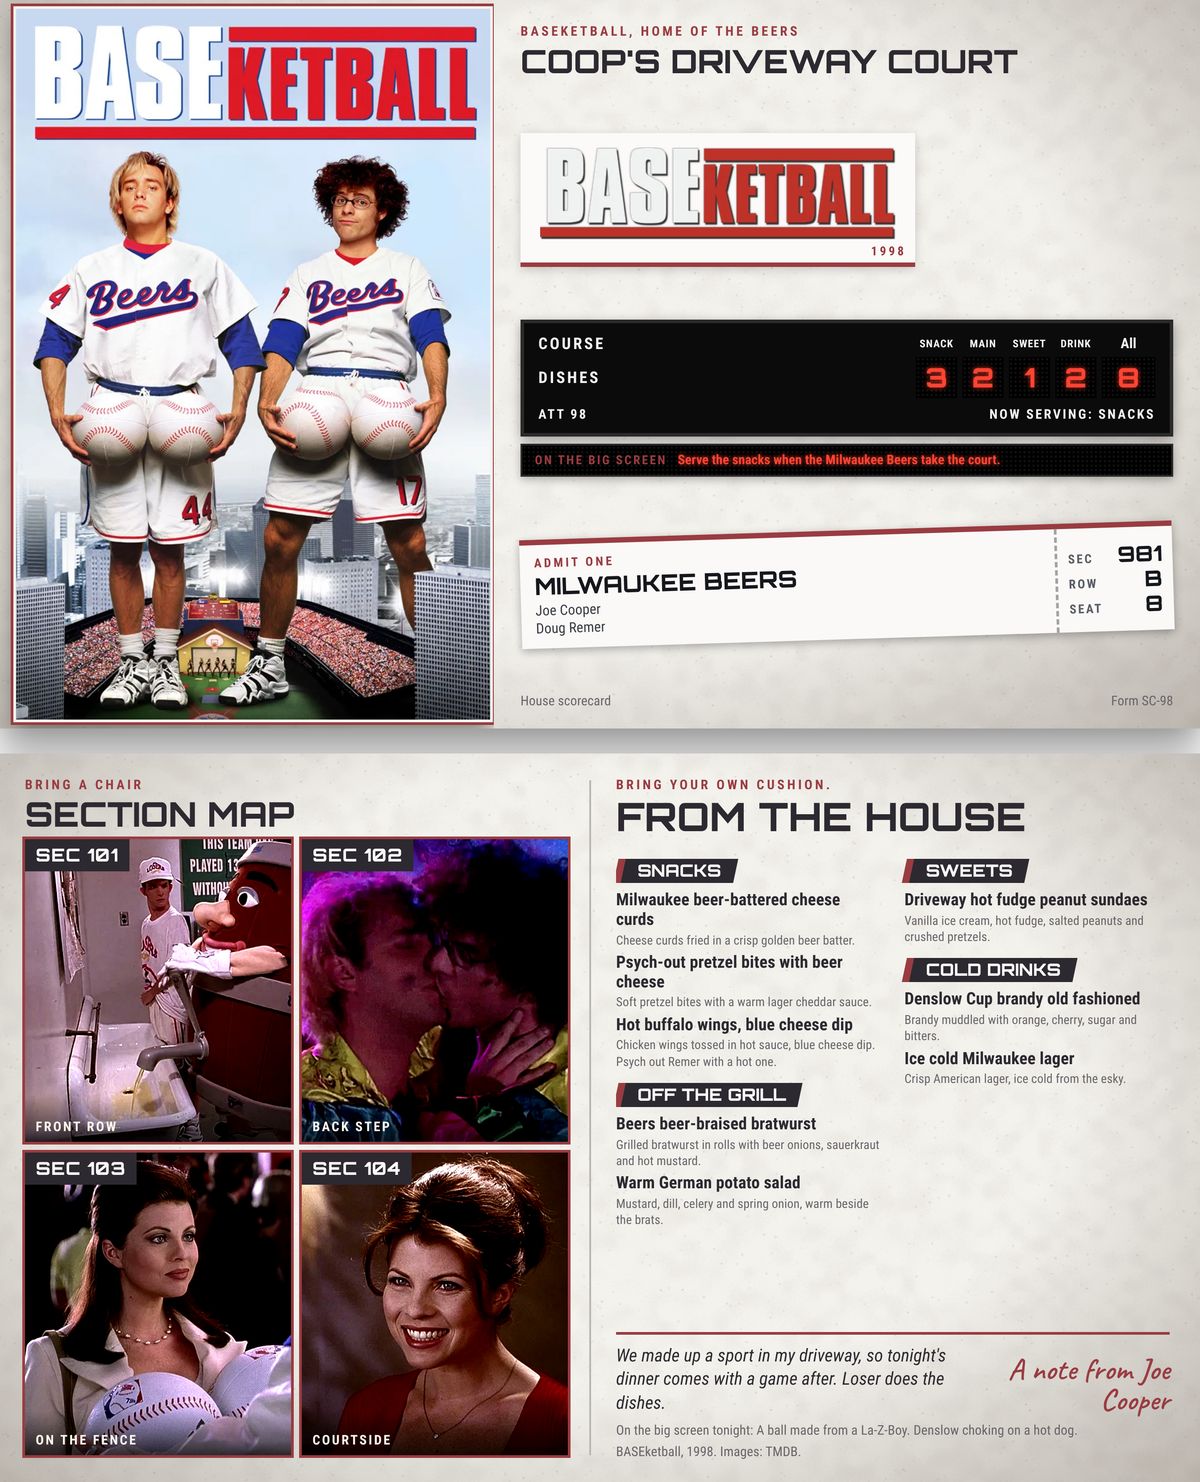 BASEKETBALL
4
Beers
7
Beers
44
17
BASEKETBALL, HOME OF THE BEERS
COOP'S DRIVEWAY COURT
BASEKETBALL
1998
COURSE SNACK MAIN SWEET DRINK All
DISHES 3 2 1 2 8
ATT 98 NOW SERVING: SNACKS
ON THE BIG SCREEN Serve the snacks when the Milwaukee Beers take the court.
ADMIT ONE
MILWAUKEE BEERS
Joe Cooper
Doug Remer
SEC 981
ROW B
SEAT 8
House scorecard Form SC-98
BRING A CHAIR
SECTION MAP
SEC 101
THIS TEAM HAS
PLAYED 13
WITHOU
LOSERS
FRONT ROW
SEC 102
BACK STEP
SEC 103
ON THE FENCE
SEC 104
COURTSIDE
BRING YOUR OWN CUSHION.
FROM THE HOUSE
SNACKS
Milwaukee beer-battered cheese
curds
Cheese curds fried in a crisp golden beer batter.
Psych-out pretzel bites with beer
cheese
Soft pretzel bites with a warm lager cheddar sauce.
Hot buffalo wings, blue cheese dip
Chicken wings tossed in hot sauce, blue cheese dip.
Psych out Remer with a hot one.
OFF THE GRILL
Beers beer-braised bratwurst
Grilled bratwurst in rolls with beer onions, sauerkraut
and hot mustard.
Warm German potato salad
Mustard, dill, celery and spring onion, warm beside
the brats.
SWEETS
Driveway hot fudge peanut sundaes
Vanilla ice cream, hot fudge, salted peanuts and
crushed pretzels.
COLD DRINKS
Denslow Cup brandy old fashioned
Brandy muddled with orange, cherry, sugar and
bitters.
Ice cold Milwaukee lager
Crisp American lager, ice cold from the esky.
We made up a sport in my driveway, so tonight's
dinner comes with a game after. Loser does the
dishes.
A note from Joe
Cooper
On the big screen tonight: A ball made from a La-Z-Boy. Denslow choking on a hot dog.
BASEketball, 1998. Images: TMDB.